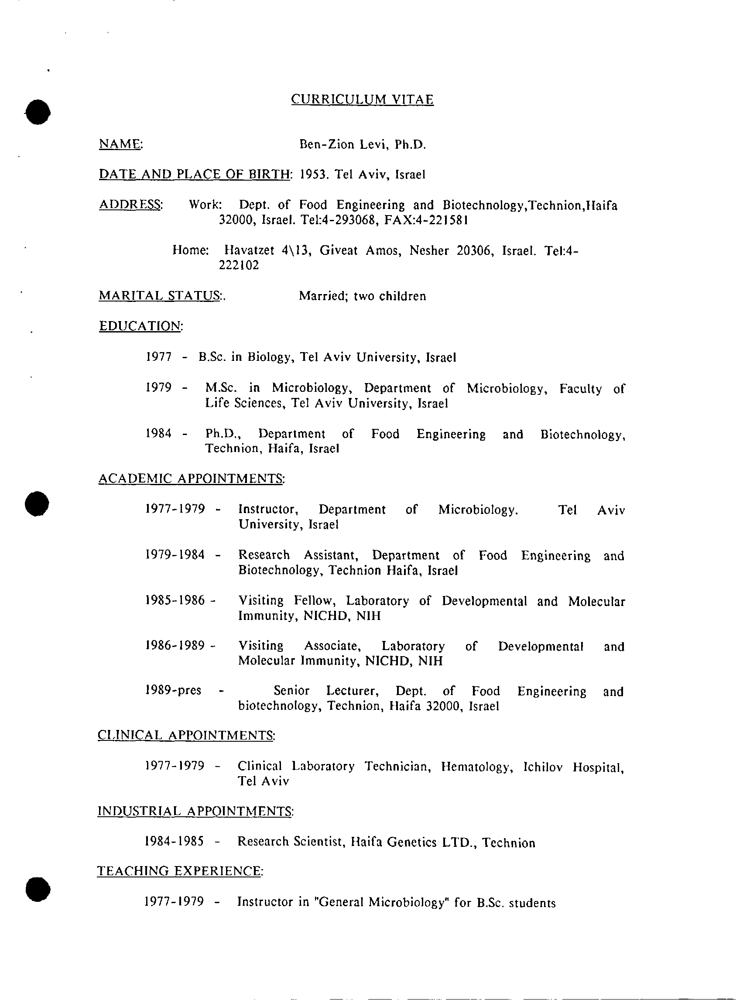 CURRICULUM VITAE
NAME: Ben-Zion Levi, Ph.D.
DATE AND PLACE OF BIRTH: 1953. Tel Aviv, Israel
ADDRESS: Work: Dept. of Food Engineering and Biotechnology,Technion,Haifa
32000, Israel. Tel:4-293068, FAX:4-221581
Home: Havatzet 4\13, Giveat Amos, Nesher 20306, Israel. Tel:4-
222102
MARITAL STATUS:. Married; two children
EDUCATION:
1977 - B.Sc. in Biology, Tel Aviv University, Israel
1979 - M.Sc. in Microbiology, Department of Microbiology, Faculty of
Life Sciences, Tel Aviv University, Israel
1984 - Ph.D., Department of Food Engineering and Biotechnology,
Technion, Haifa, Israel
ACADEMIC APPOINTMENTS:
1977-1979 - Instructor, Department of Microbiology. Tel Aviv
University, Israel
1979-1984 - Research Assistant, Department of Food Engineering and
Biotechnology, Technion Haifa, Israel
1985-1986 - Visiting Fellow, Laboratory of Developmental and Molecular
Immunity, NICHD, NIH
1986-1989 - Visiting Associate, Laboratory of Developmental and
Molecular Immunity, NICHD, NIH
1989-pres - Senior Lecturer, Dept. of Food Engineering and
biotechnology, Technion, Haifa 32000, Israel
CLINICAL APPOINTMENTS:
1977-1979 - Clinical Laboratory Technician, Hematology, Ichilov Hospital,
Tel Aviv
INDUSTRIAL APPOINTMENTS:
1984-1985 - Research Scientist, Haifa Genetics LTD., Technion
TEACHING EXPERIENCE:
1977-1979 - Instructor in "General Microbiology" for B.Sc. students